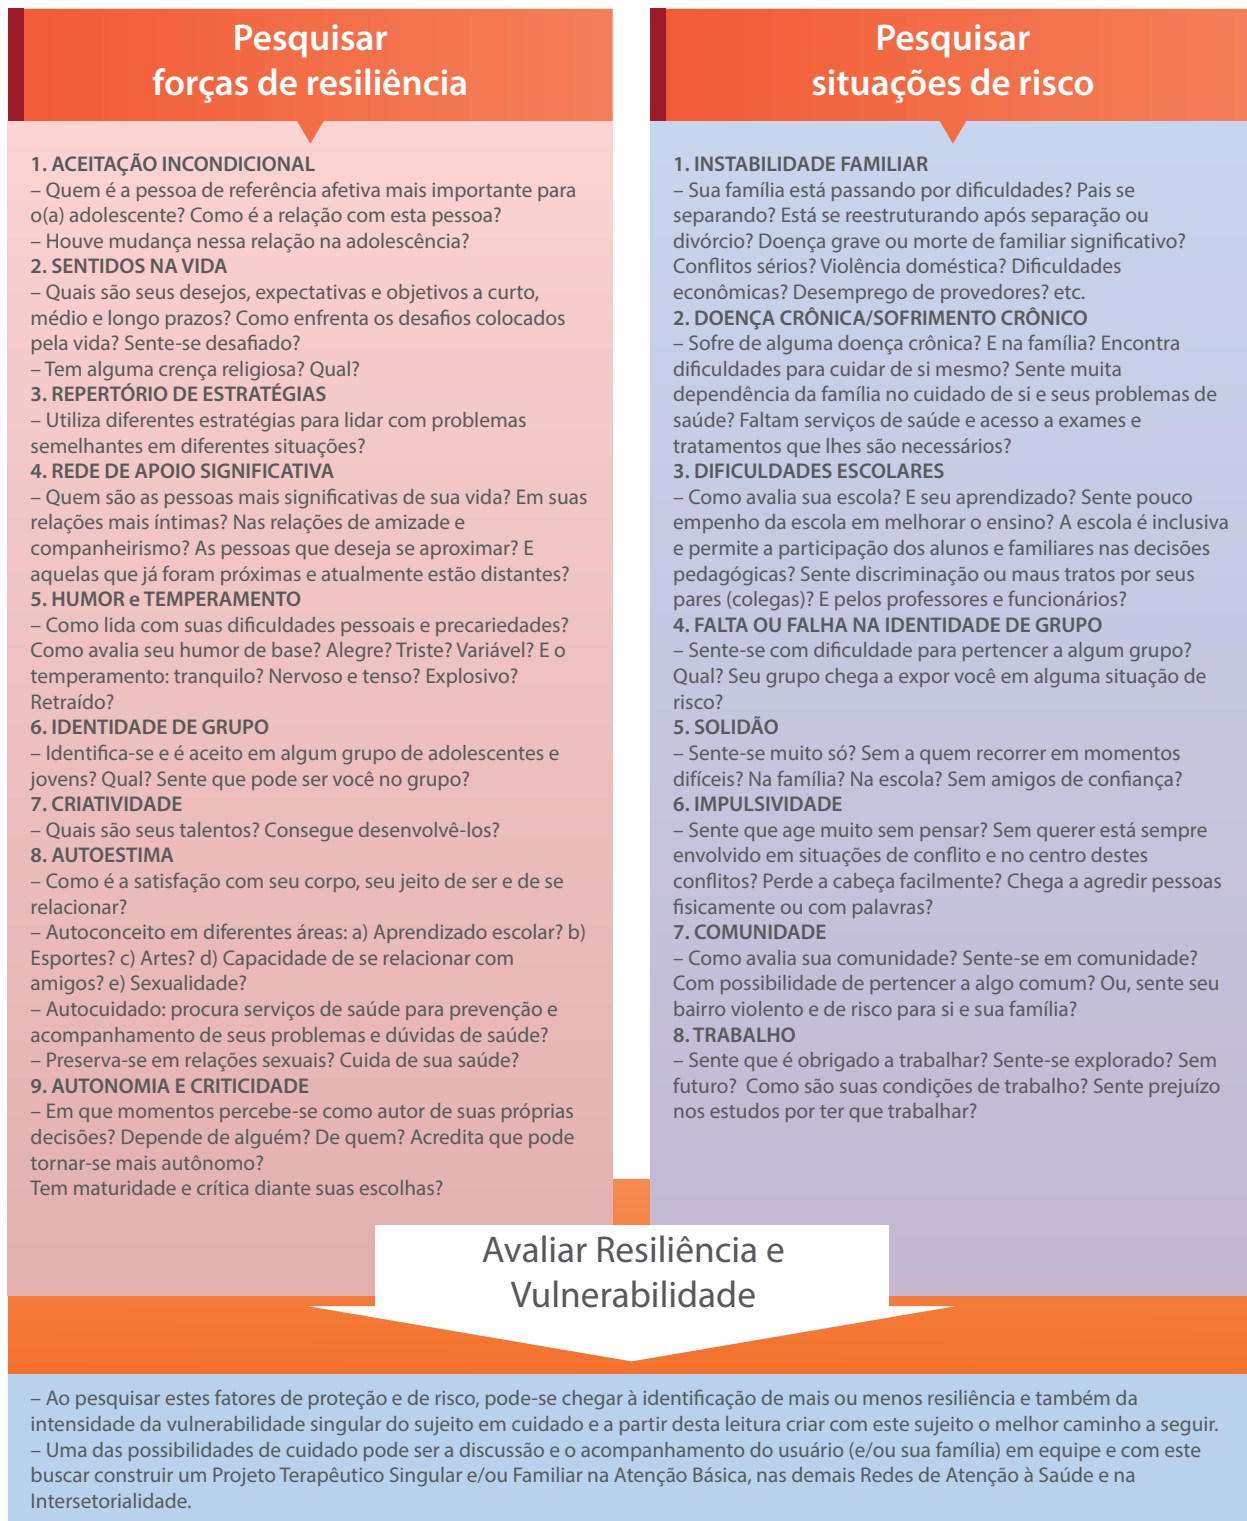 Pesquisar
forças de resiliência
1. ACEITAÇÃO INCONDICIONAL
– Quem é a pessoa de referência afetiva mais importante para
o(a) adolescente? Como é a relação com esta pessoa?
– Houve mudança nessa relação na adolescência?
2. SENTIDOS NA VIDA
– Quais são seus desejos, expectativas e objetivos a curto,
médio e longo prazos? Como enfrenta os desafios colocados
pela vida? Sente-se desafiado?
– Tem alguma crença religiosa? Qual?
3. REPERTÓRIO DE ESTRATÉGIAS
– Utiliza diferentes estratégias para lidar com problemas
semelhantes em diferentes situações?
4. REDE DE APOIO SIGNIFICATIVA
– Quem são as pessoas mais significativas de sua vida? Em suas
relações mais íntimas? Nas relações de amizade e
companheirismo? As pessoas que deseja se aproximar? E
aquelas que já foram próximas e atualmente estão distantes?
5. HUMOR e TEMPERAMENTO
– Como lida com suas dificuldades pessoais e precariedades?
Como avalia seu humor de base? Alegre? Triste? Variável? E o
temperamento: tranquilo? Nervoso e tenso? Explosivo?
Retraído?
6. IDENTIDADE DE GRUPO
– Identifica-se e é aceito em algum grupo de adolescentes e
jovens? Qual? Sente que pode ser você no grupo?
7. CRIATIVIDADE
– Quais são seus talentos? Consegue desenvolvê-los?
8. AUTOESTIMA
– Como é a satisfação com seu corpo, seu jeito de ser e de se
relacionar?
– Autoconceito em diferentes áreas: a) Aprendizado escolar? b)
Esportes? c) Artes? d) Capacidade de se relacionar com
amigos? e) Sexualidade?
– Autocuidado: procura serviços de saúde para prevenção e
acompanhamento de seus problemas e dúvidas de saúde?
– Preserva-se em relações sexuais? Cuida de sua saúde?
9. AUTONOMIA E CRITICIDADE
– Em que momentos percebe-se como autor de suas próprias
decisões? Depende de alguém? De quem? Acredita que pode
tornar-se mais autônomo?
Tem maturidade e crítica diante suas escolhas?
Pesquisar
situações de risco
1. INSTABILIDADE FAMILIAR
– Sua família está passando por dificuldades? Pais se
separando? Está se reestruturando após separação ou
divórcio? Doença grave ou morte de familiar significativo?
Conflitos sérios? Violência doméstica? Dificuldades
econômicas? Desemprego de provedores? etc.
2. DOENÇA CRÔNICA/SOFRIMENTO CRÔNICO
– Sofre de alguma doença crônica? E na família? Encontra
dificuldades para cuidar de si mesmo? Sente muita
dependência da família no cuidado de si e seus problemas de
saúde? Faltam serviços de saúde e acesso a exames e
tratamentos que lhes são necessários?
3. DIFICULDADES ESCOLARES
– Como avalia sua escola? E seu aprendizado? Sente pouco
empenho da escola em melhorar o ensino? A escola é inclusiva
e permite a participação dos alunos e familiares nas decisões
pedagógicas? Sente discriminação ou maus tratos por seus
pares (colegas)? E pelos professores e funcionários?
4. FALTA OU FALHA NA IDENTIDADE DE GRUPO
– Sente-se com dificuldade para pertencer a algum grupo?
Qual? Seu grupo chega a expor você em alguma situação de
risco?
5. SOLIDÃO
– Sente-se muito só? Sem a quem recorrer em momentos
difíceis? Na família? Na escola? Sem amigos de confiança?
6. IMPULSIVIDADE
– Sente que age muito sem pensar? Sem querer está sempre
envolvido em situações de conflito e no centro destes
conflitos? Perde a cabeça facilmente? Chega a agredir pessoas
fisicamente ou com palavras?
7. COMUNIDADE
– Como avalia sua comunidade? Sente-se em comunidade?
Com possibilidade de pertencer a algo comum? Ou, sente seu
bairro violento e de risco para si e sua família?
8. TRABALHO
– Sente que é obrigado a trabalhar? Sente-se explorado? Sem
futuro? Como são suas condições de trabalho? Sente prejuízo
nos estudos por ter que trabalhar?
Avaliar Resiliência e
Vulnerabilidade
– Ao pesquisar estes fatores de proteção e de risco, pode-se chegar à identificação de mais ou menos resiliência e também da
intensidade da vulnerabilidade singular do sujeito em cuidado e a partir desta leitura criar com este sujeito o melhor caminho a seguir.
– Uma das possibilidades de cuidado pode ser a discussão e o acompanhamento do usuário (e/ou sua família) em equipe e com este
buscar construir um Projeto Terapêutico Singular e/ou Familiar na Atenção Básica, nas demais Redes de Atenção à Saúde e na
Intersetorialidade.